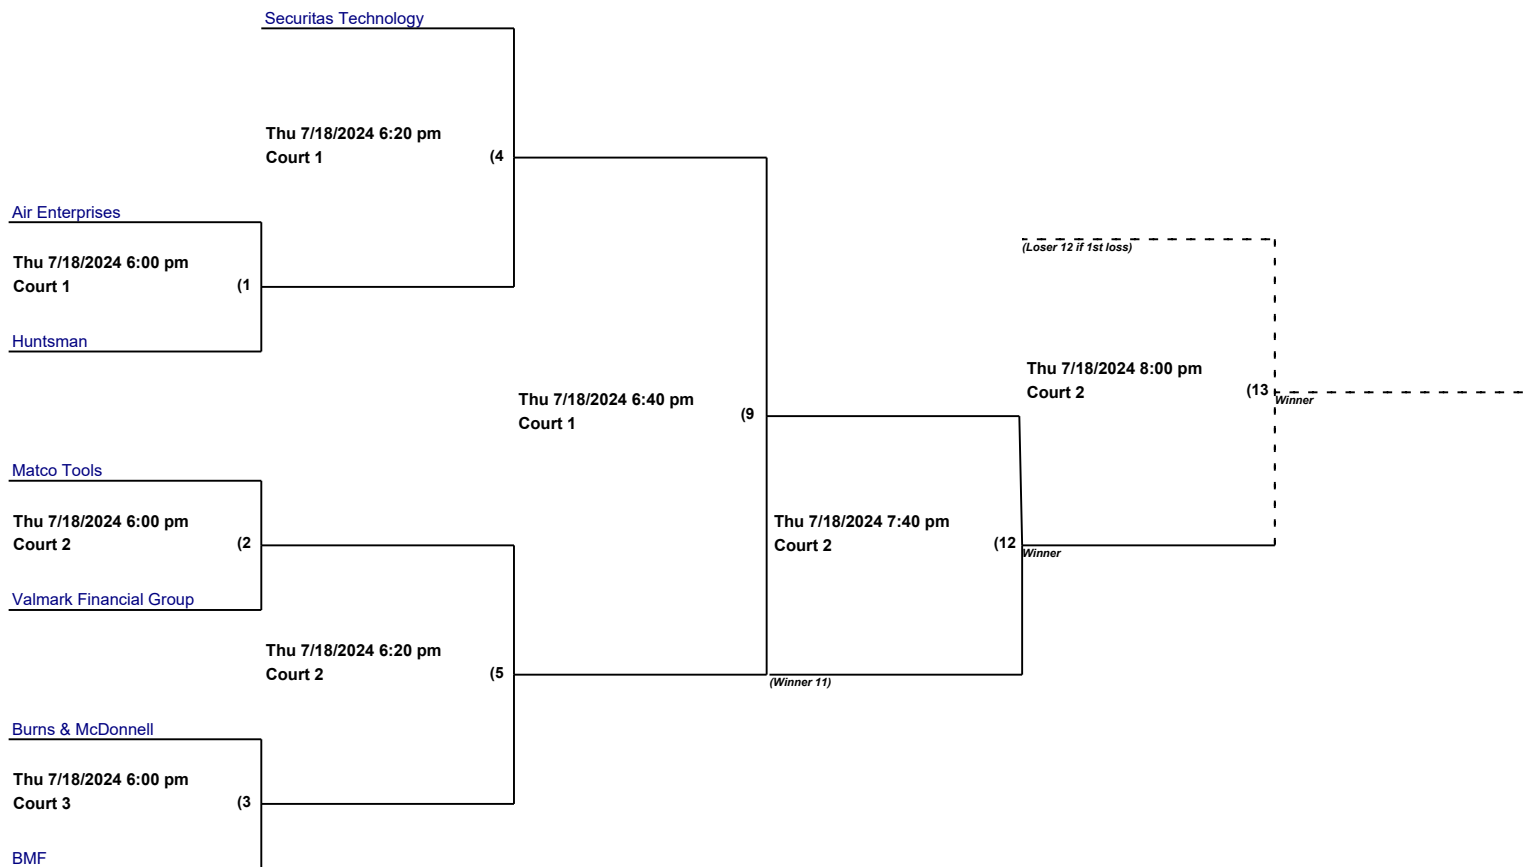 Securitas Technology
Thu 7/18/2024 6:20 pm
Court 1
(4
Air Enterprises
Thu 7/18/2024 6:00 pm
Court 1
(1
Huntsman
(Loser 12 if 1st loss)
Thu 7/18/2024 8:00 pm
Court 2
(13
Winner
Thu 7/18/2024 6:40 pm
Court 1
(9
Matco Tools
Thu 7/18/2024 6:00 pm
Court 2
(2
Thu 7/18/2024 7:40 pm
Court 2
(12
Winner
Valmark Financial Group
Thu 7/18/2024 6:20 pm
Court 2
(5
(Winner 11)
Burns & McDonnell
Thu 7/18/2024 6:00 pm
Court 3
(3
BMF